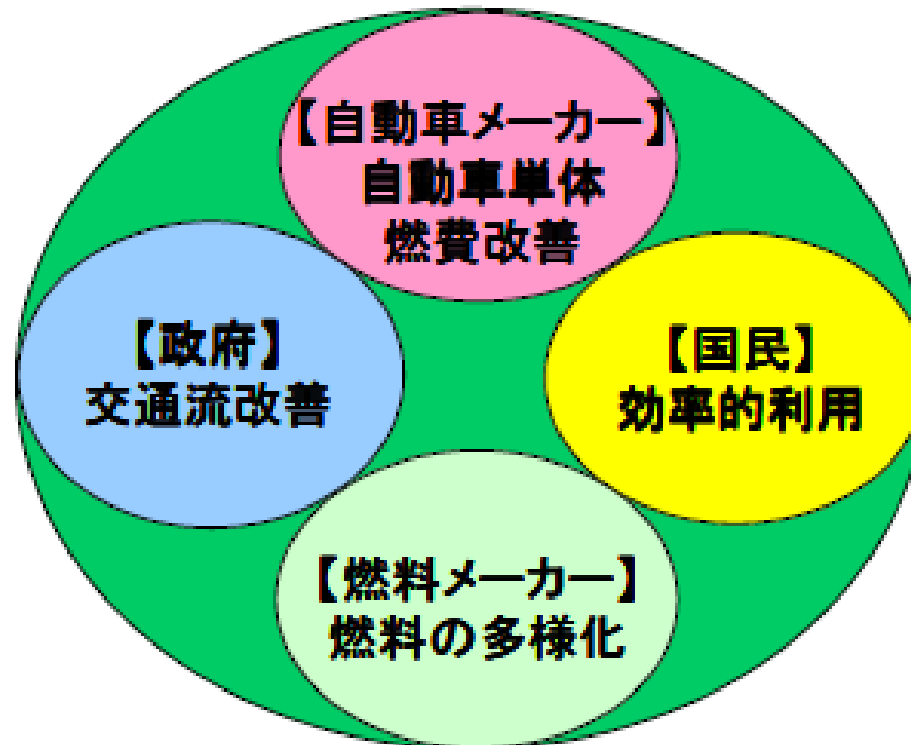 【自動車メーカー】
自動車単体
燃費改善
【政府】
交通流改善
【国民】
効率的利用
【燃料メーカー】
燃料の多様化